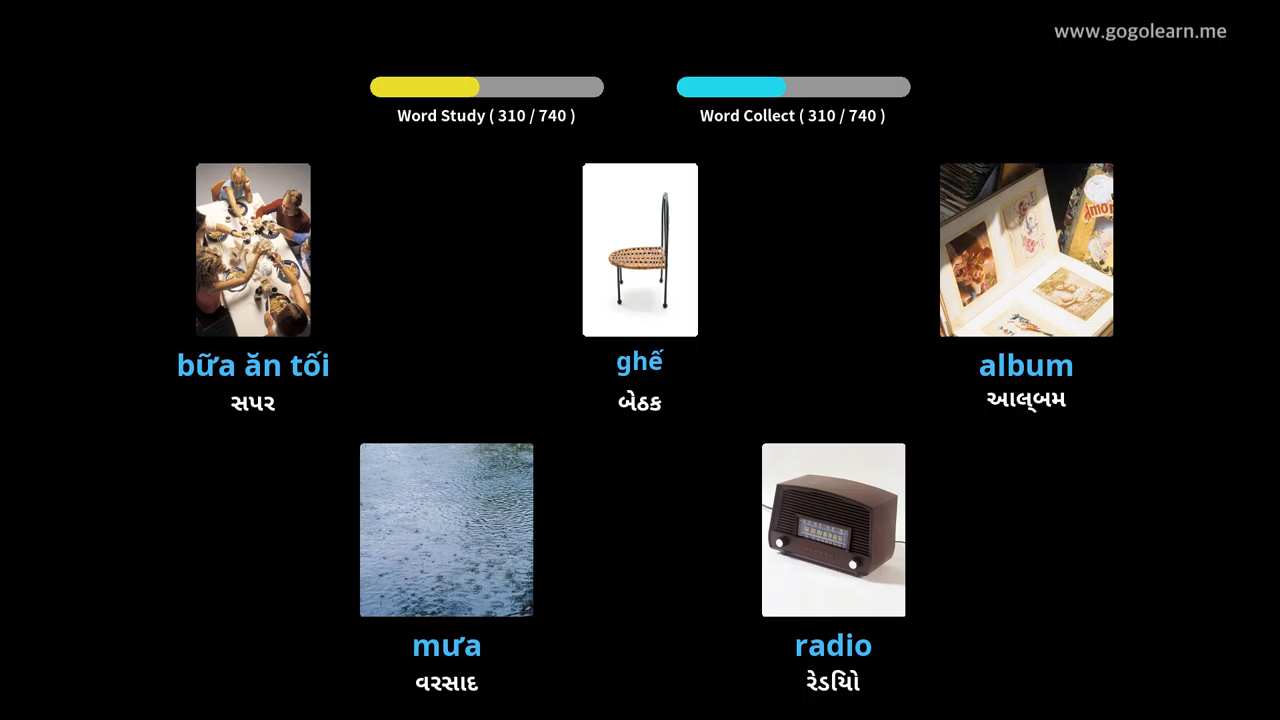 www.gogolearn.me
Word Study ( 310 / 740 )
Word Collect ( 310 / 740 )
bữa ăn tối
સપર
ghế
બેઠક
album
આલ્બમ
mưa
વરસાદ
radio
રેડિયો